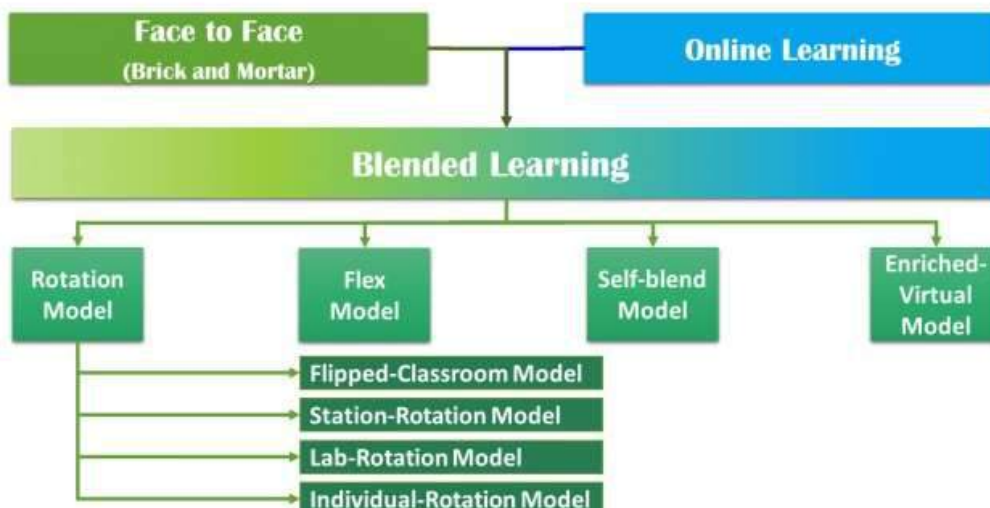 Face to Face
(Brick and Mortar)
Online Learning
Blended Learning
Rotation
Model
Flex
Model
Self-blend
Model
Enriched-
Virtual
Model
Flipped-Classroom Model
Station-Rotation Model
Lab-Rotation Model
Individual-Rotation Model